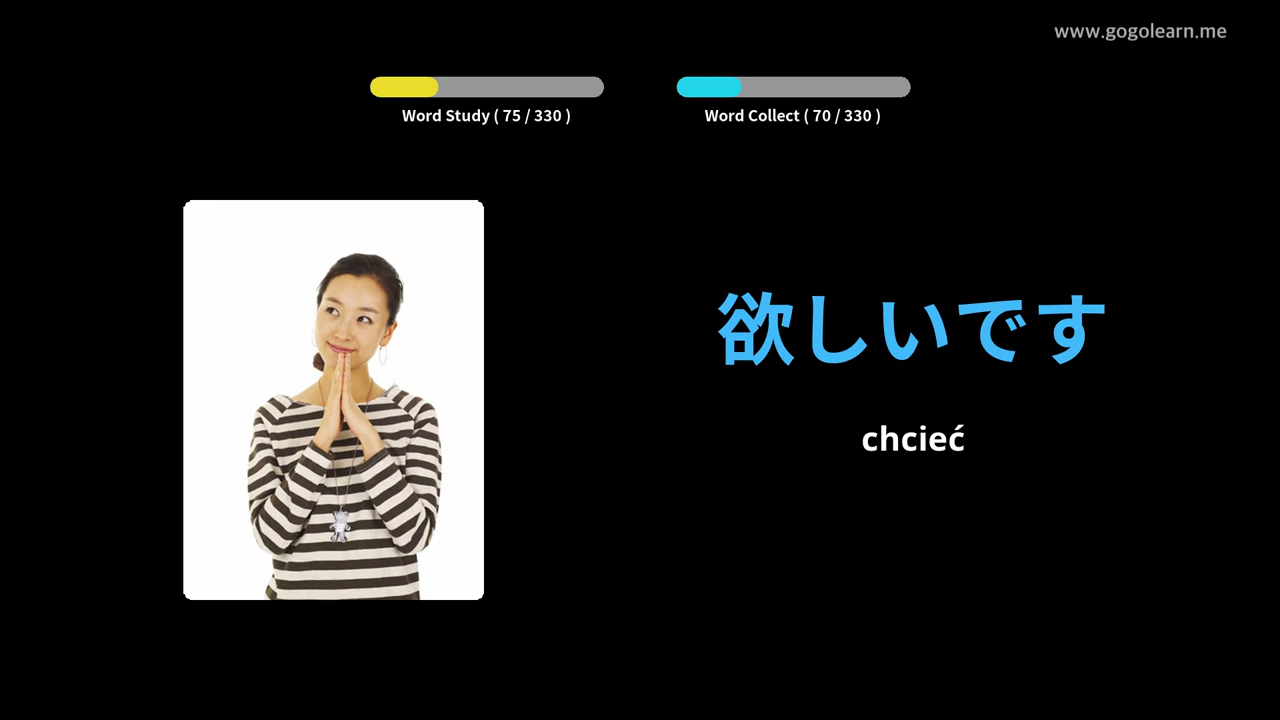 www.gogolearn.me
Word Study ( 75 / 330 )
Word Collect ( 70 / 330 )
欲しいです
chcieć